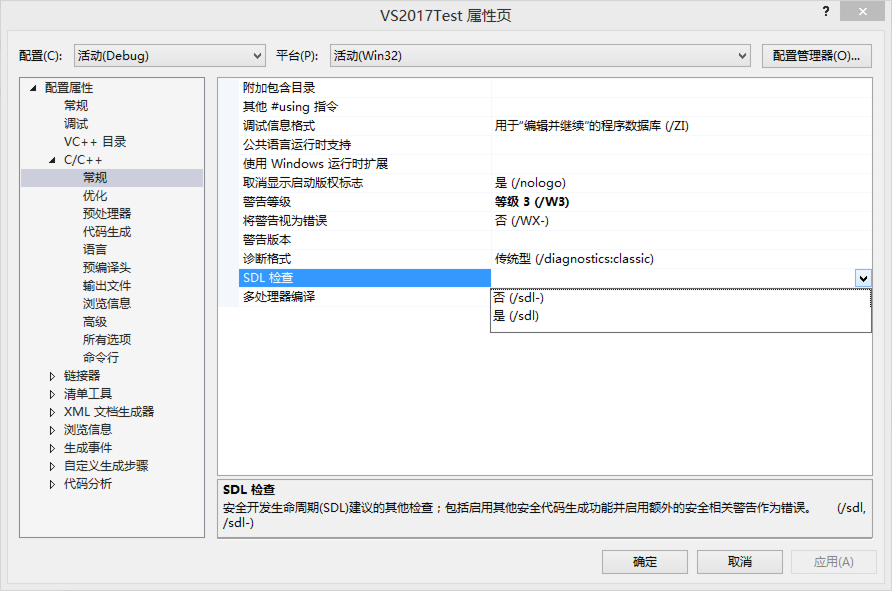 VS2017Test 属性页
?
配置(C): 活动(Debug) 平台(P): 活动(Win32) 配置管理器(O)...
配置属性
常规
调试
VC++ 目录
C/C++
常规
优化
预处理器
代码生成
语言
预编译头
输出文件
浏览信息
高级
所有选项
命令行
链接器
清单工具
XML 文档生成器
浏览信息
生成事件
自定义生成步骤
代码分析
附加包含目录
其他 #using 指令
调试信息格式 用于“编辑并继续”的程序数据库 (/ZI)
公共语言运行时支持
使用 Windows 运行时扩展
取消显示启动版权标志 是 (/nologo)
警告等级 等级 3 (/W3)
将警告视为错误 否 (/WX-)
警告版本
诊断格式 传统型 (/diagnostics:classic)
SDL 检查
多处理器编译
否 (/sdl-)
是 (/sdl)
SDL 检查
安全开发生命周期(SDL)建议的其他检查；包括启用其他安全代码生成功能并启用额外的安全相关警告作为错误。 (/sdl,
/sdl-)
确定 取消 应用(A)